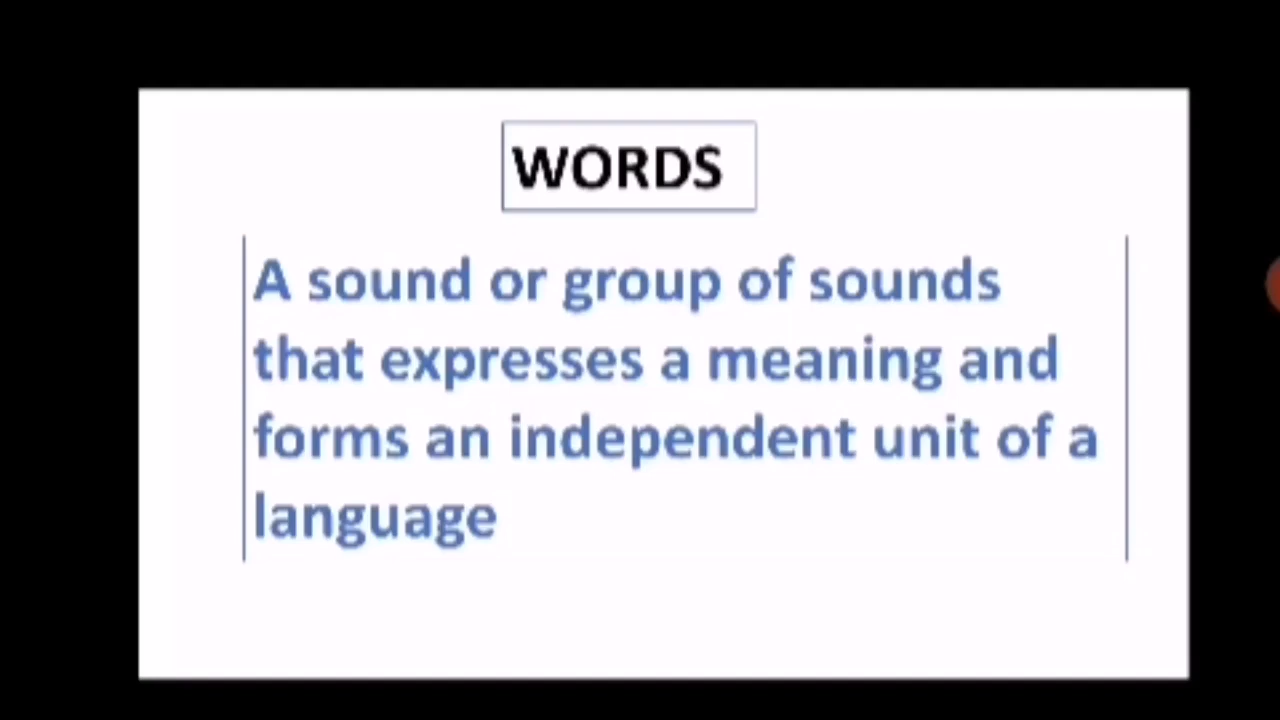 WORDS
A sound or group of sounds
that expresses a meaning and
forms an independent unit of a
language